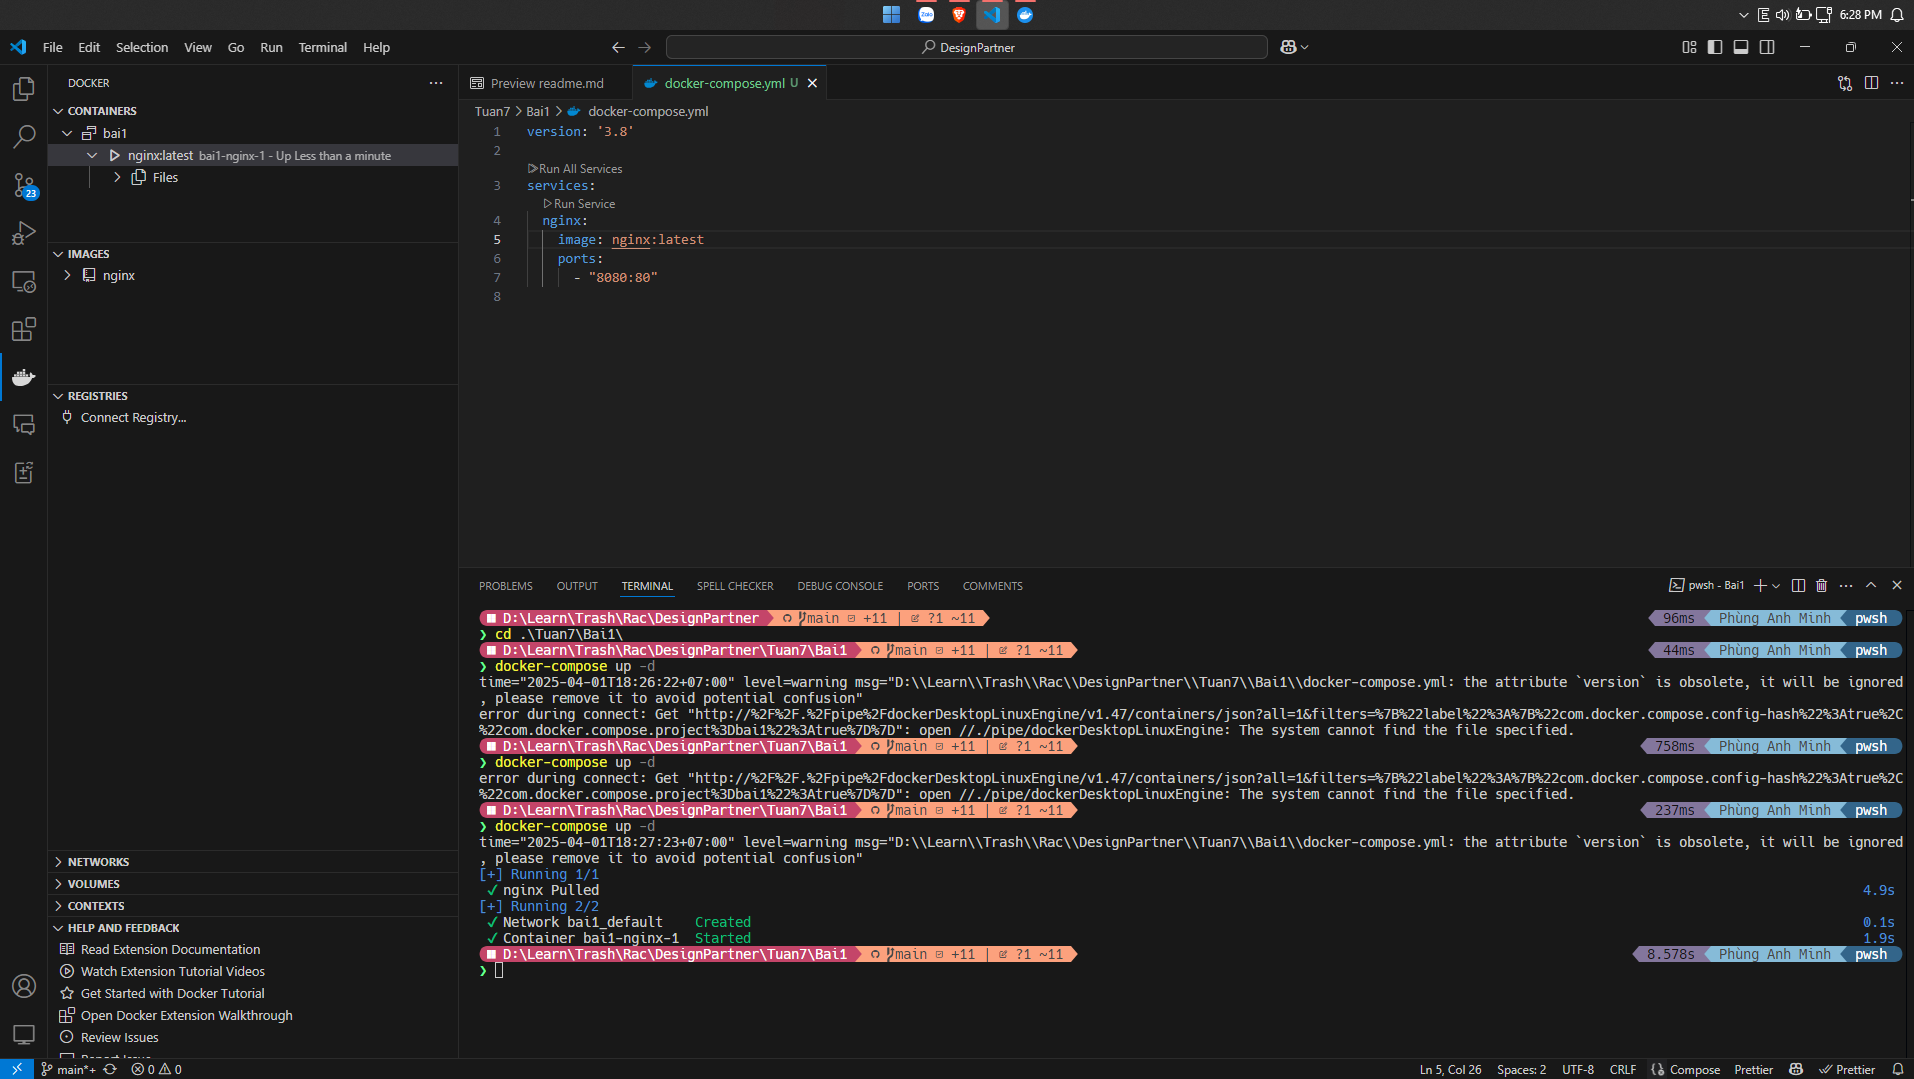 Zalo
6:28 PM
File Edit Selection View Go Run Terminal Help
DesignPartner
DOCKER
CONTAINERS
bai1
nginx:latest bai1-nginx-1 - Up Less than a minute
Files
23
IMAGES
nginx
REGISTRIES
Connect Registry...
NETWORKS
VOLUMES
CONTEXTS
HELP AND FEEDBACK
Read Extension Documentation
Watch Extension Tutorial Videos
Get Started with Docker Tutorial
Open Docker Extension Walkthrough
Review Issues
Report Issue
Preview readme.md
docker-compose.yml U
Tuan7 > Bai1 > docker-compose.yml
1 version: '3.8'
2
Run All Services
3 services:
Run Service
4 nginx:
5 image: nginx:latest
6 ports:
7 - "8080:80"
8
PROBLEMS OUTPUT TERMINAL SPELL CHECKER DEBUG CONSOLE PORTS COMMENTS
pwsh - Bai1
D:\Learn\Trash\Rac\DesignPartner main +11 | ?1 ~11 96ms Phùng Anh Minh pwsh
❯ cd .\Tuan7\Bai1\
D:\Learn\Trash\Rac\DesignPartner\Tuan7\Bai1 main +11 | ?1 ~11 44ms Phùng Anh Minh pwsh
❯ docker-compose up -d
time="2025-04-01T18:26:22+07:00" level=warning msg="D:\\Learn\\Trash\\Rac\\DesignPartner\\Tuan7\\Bai1\\docker-compose.yml: the attribute `version` is obsolete, it will be ignored
, please remove it to avoid potential confusion"
error during connect: Get "http://%2F%2F.%2Fpipe%2FdockerDesktopLinuxEngine/v1.47/containers/json?all=1&filters=%7B%22label%22%3A%7B%22com.docker.compose.config-hash%22%3Atrue%2C
%22com.docker.compose.project%3Dbai1%22%3Atrue%7D%7D": open //./pipe/dockerDesktopLinuxEngine: The system cannot find the file specified.
D:\Learn\Trash\Rac\DesignPartner\Tuan7\Bai1 main +11 | ?1 ~11 758ms Phùng Anh Minh pwsh
❯ docker-compose up -d
error during connect: Get "http://%2F%2F.%2Fpipe%2FdockerDesktopLinuxEngine/v1.47/containers/json?all=1&filters=%7B%22label%22%3A%7B%22com.docker.compose.config-hash%22%3Atrue%2C
%22com.docker.compose.project%3Dbai1%22%3Atrue%7D%7D": open //./pipe/dockerDesktopLinuxEngine: The system cannot find the file specified.
D:\Learn\Trash\Rac\DesignPartner\Tuan7\Bai1 main +11 | ?1 ~11 237ms Phùng Anh Minh pwsh
❯ docker-compose up -d
time="2025-04-01T18:27:23+07:00" level=warning msg="D:\\Learn\\Trash\\Rac\\DesignPartner\\Tuan7\\Bai1\\docker-compose.yml: the attribute `version` is obsolete, it will be ignored
, please remove it to avoid potential confusion"
[+] Running 1/1
✓ nginx Pulled 4.9s
[+] Running 2/2
✓ Network bai1_default Created 0.1s
✓ Container bai1-nginx-1 Started 1.9s
D:\Learn\Trash\Rac\DesignPartner\Tuan7\Bai1 main +11 | ?1 ~11 8.578s Phùng Anh Minh pwsh
❯
main*+ 0 0 Ln 5, Col 26 Spaces: 2 UTF-8 CRLF Compose Prettier Prettier